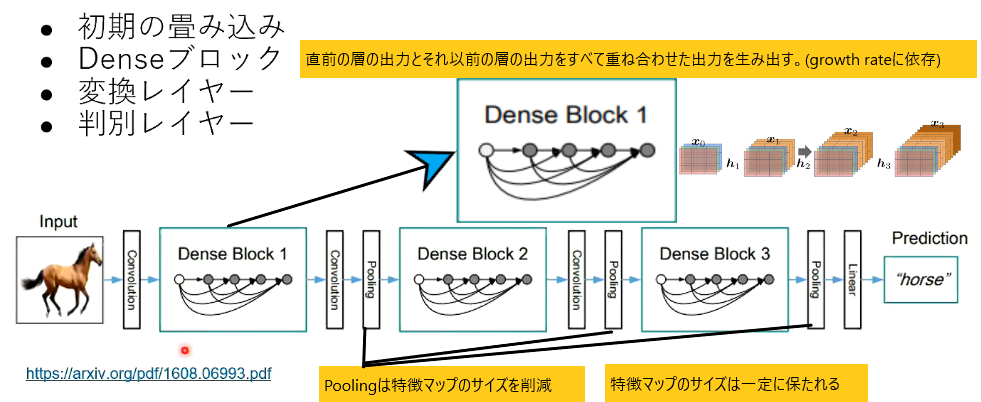 ● 初期の畳み込み
● Denseブロック
● 変換レイヤー
● 判別レイヤー
直前の層の出力とそれ以前の層の出力をすべて重ね合わせた出力を生み出す。(growth rateに依存)
Dense Block 1
x0
h1
x1
h2
x2
h3
x3
Input
Convolution
Dense Block 1
Convolution
Pooling
Dense Block 2
Convolution
Pooling
Dense Block 3
Pooling
Linear
Prediction
“horse”
https://arxiv.org/pdf/1608.06993.pdf
Poolingは特徴マップのサイズを削減
特徴マップのサイズは一定に保たれる